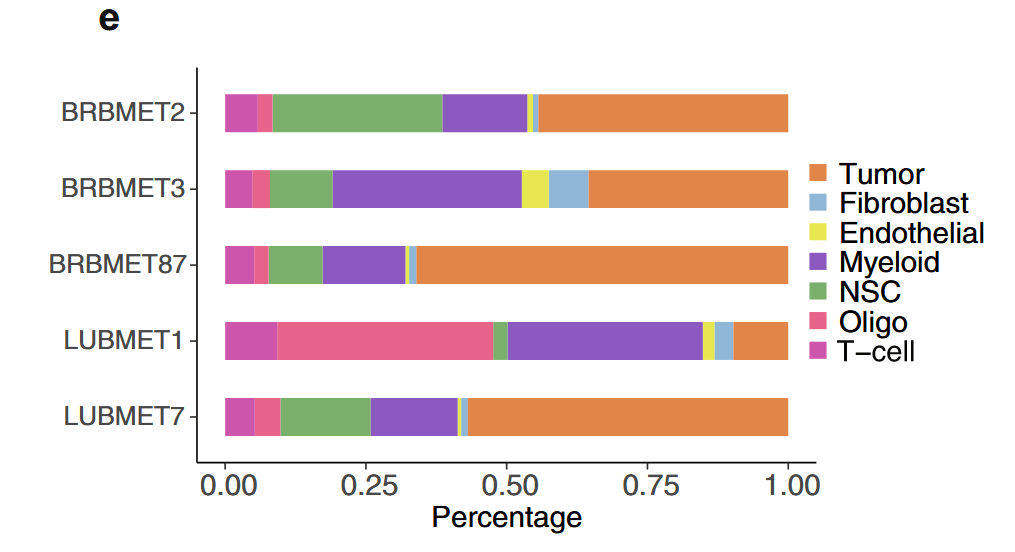 e
BRBMET2
BRBMET3
BRBMET87
LUBMET1
LUBMET7
0.00 0.25 0.50 0.75 1.00
Percentage
Tumor
Fibroblast
Endothelial
Myeloid
NSC
Oligo
T−cell